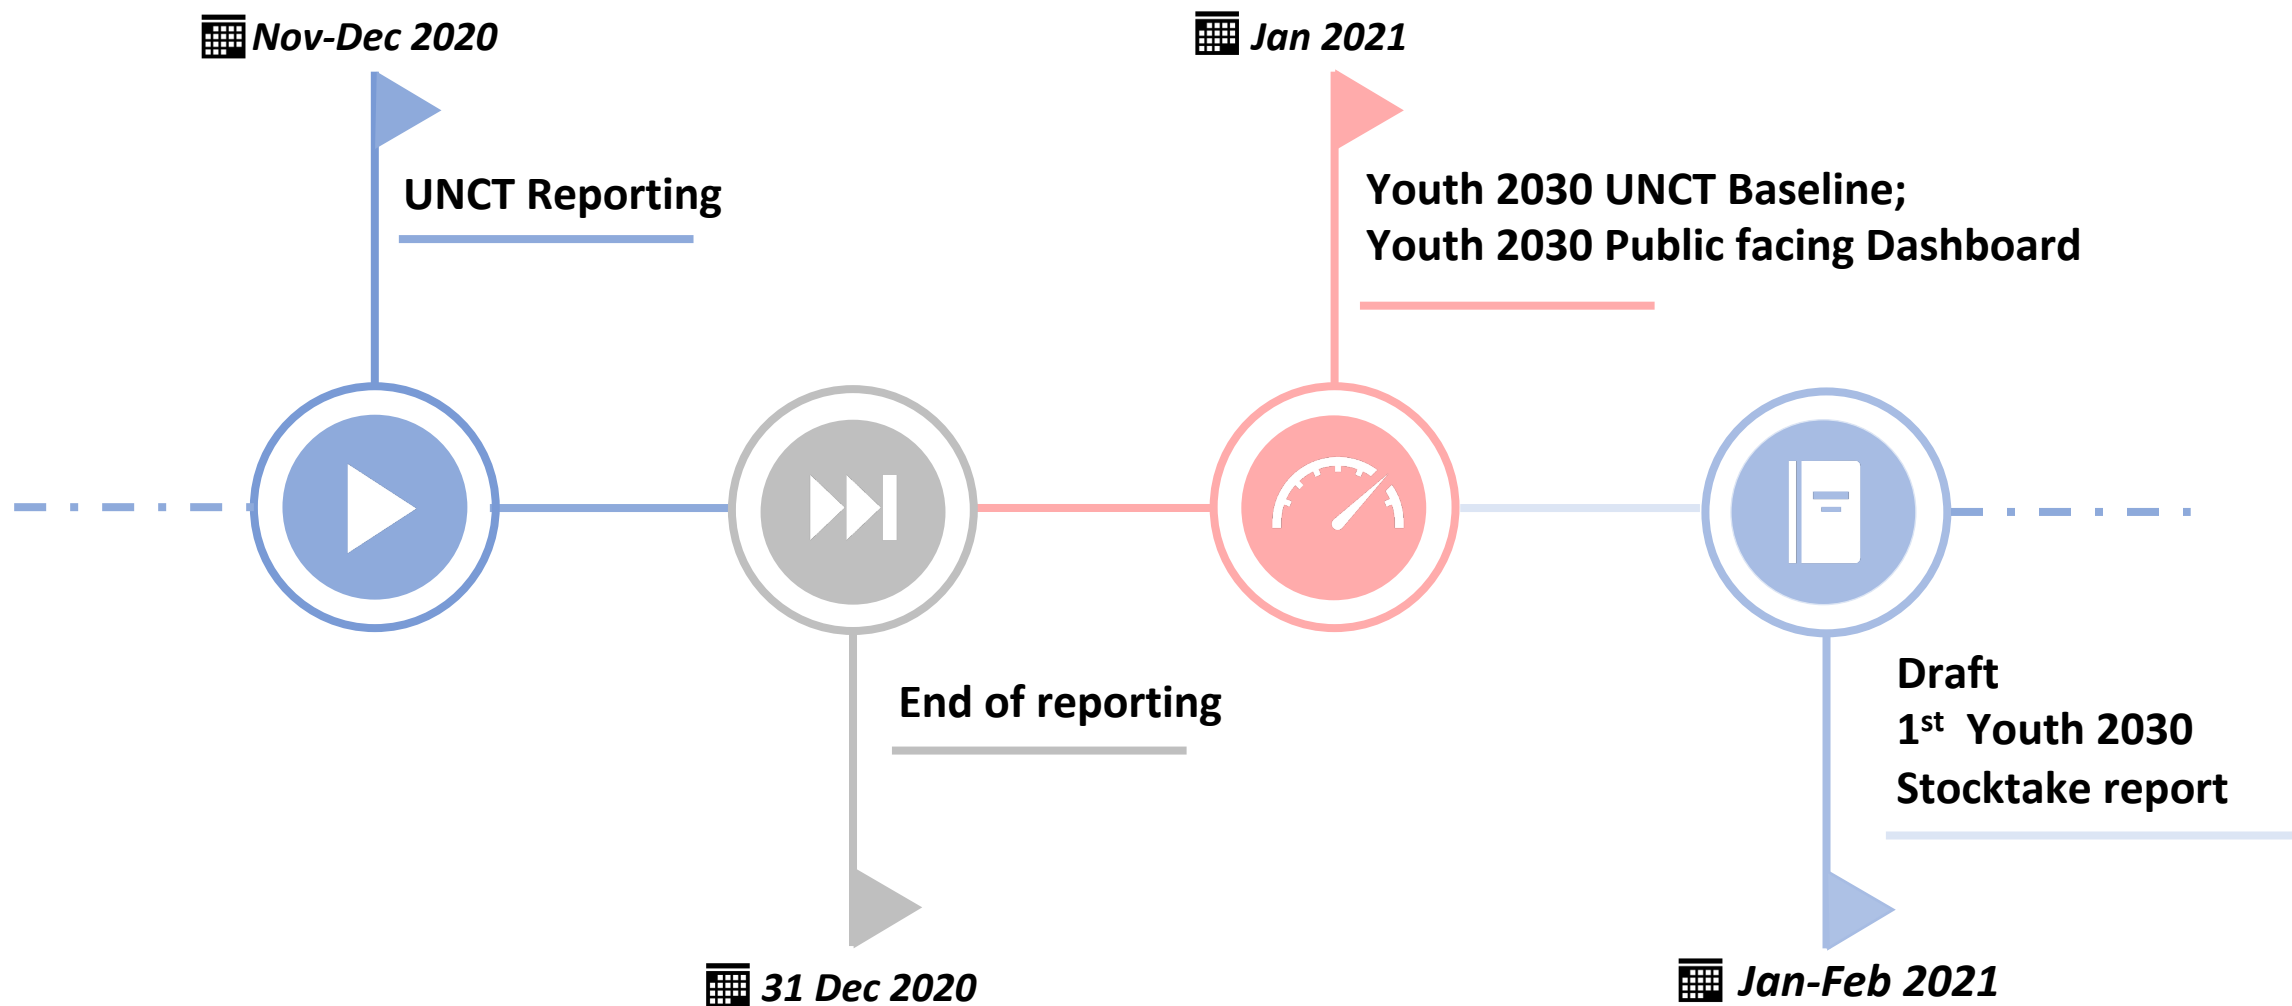 Nov-Dec 2020
UNCT Reporting
31 Dec 2020
End of reporting
Jan 2021
Youth 2030 UNCT Baseline;
Youth 2030 Public facing Dashboard
Jan-Feb 2021
Draft
1st Youth 2030
Stocktake report